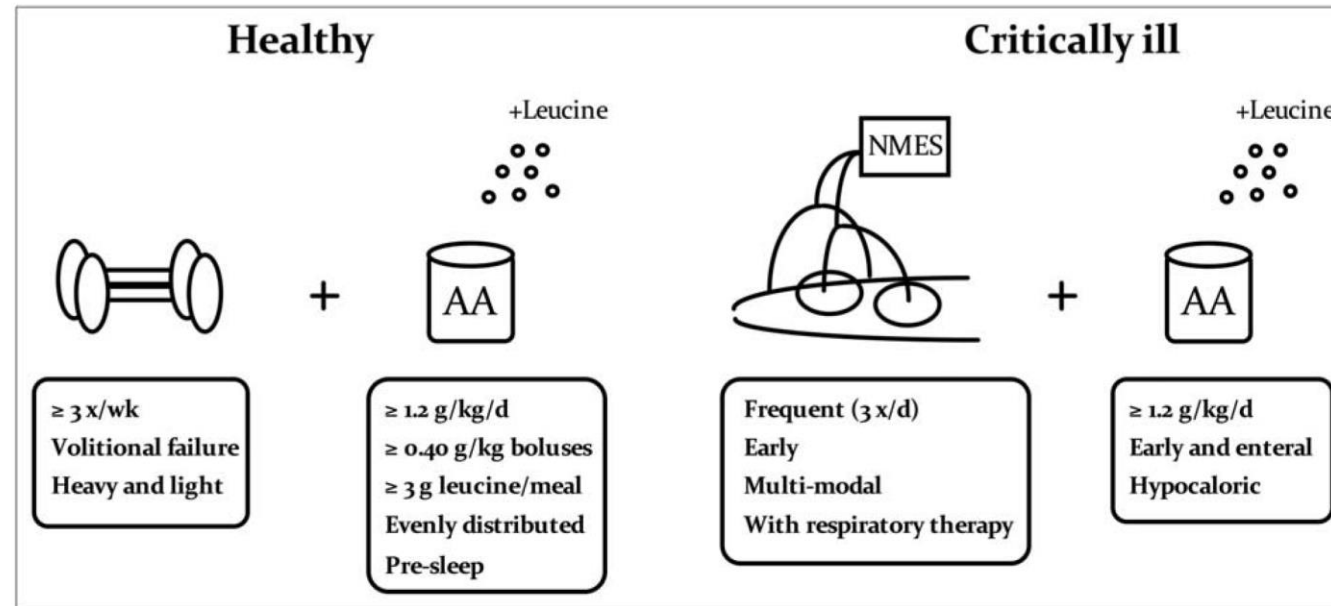 Healthy
Critically ill
+Leucine
+Leucine
NMES
+
AA
+
AA
≥ 3 x/wk
Volitional failure
Heavy and light
≥ 1.2 g/kg/d
≥ 0.40 g/kg boluses
≥ 3 g leucine/meal
Evenly distributed
Pre-sleep
Frequent (3 x/d)
Early
Multi-modal
With respiratory therapy
≥ 1.2 g/kg/d
Early and enteral
Hypocaloric